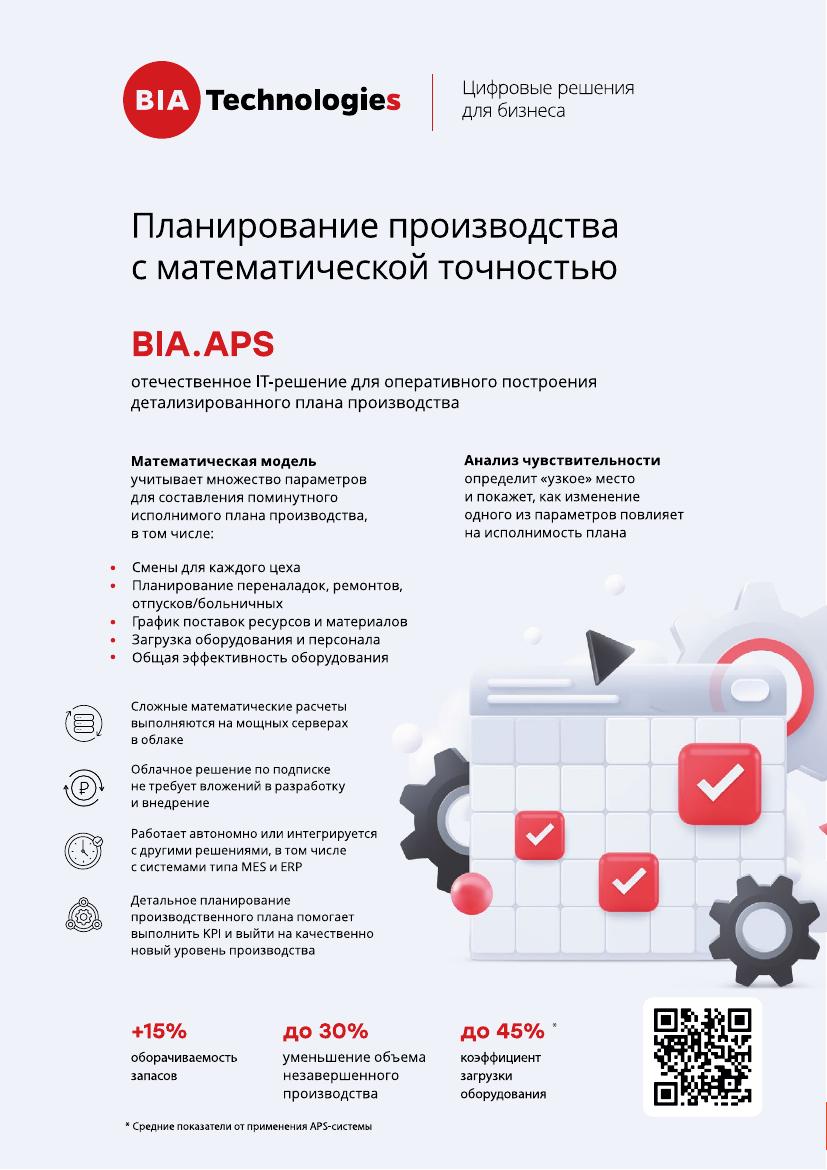 BIA Technologies
Цифровые решения
для бизнеса
Планирование производства
с математической точностью
BIA.APS
отечественное IT-решение для оперативного построения
детализированного плана производства
Математическая модель
учитывает множество параметров
для составления поминутного
исполнимого плана производства,
в том числе:
Анализ чувствительности
определит «узкое» место
и покажет, как изменение
одного из параметров повлияет
на исполнимость плана
• Смены для каждого цеха
• Планирование переналадок, ремонтов,
отпусков/больничных
• График поставок ресурсов и материалов
• Загрузка оборудования и персонала
• Общая эффективность оборудования
Сложные математические расчеты
выполняются на мощных серверах
в облаке
₽
Облачное решение по подписке
не требует вложений в разработку
и внедрение
Работает автономно или интегрируется
с другими решениями, в том числе
с системами типа MES и ERP
Детальное планирование
производственного плана помогает
выполнить KPI и выйти на качественно
новый уровень производства
+15%
оборачиваемость
запасов
до 30%
уменьшение объема
незавершенного
производства
до 45% *
коэффициент
загрузки
оборудования
* Средние показатели от применения APS-системы